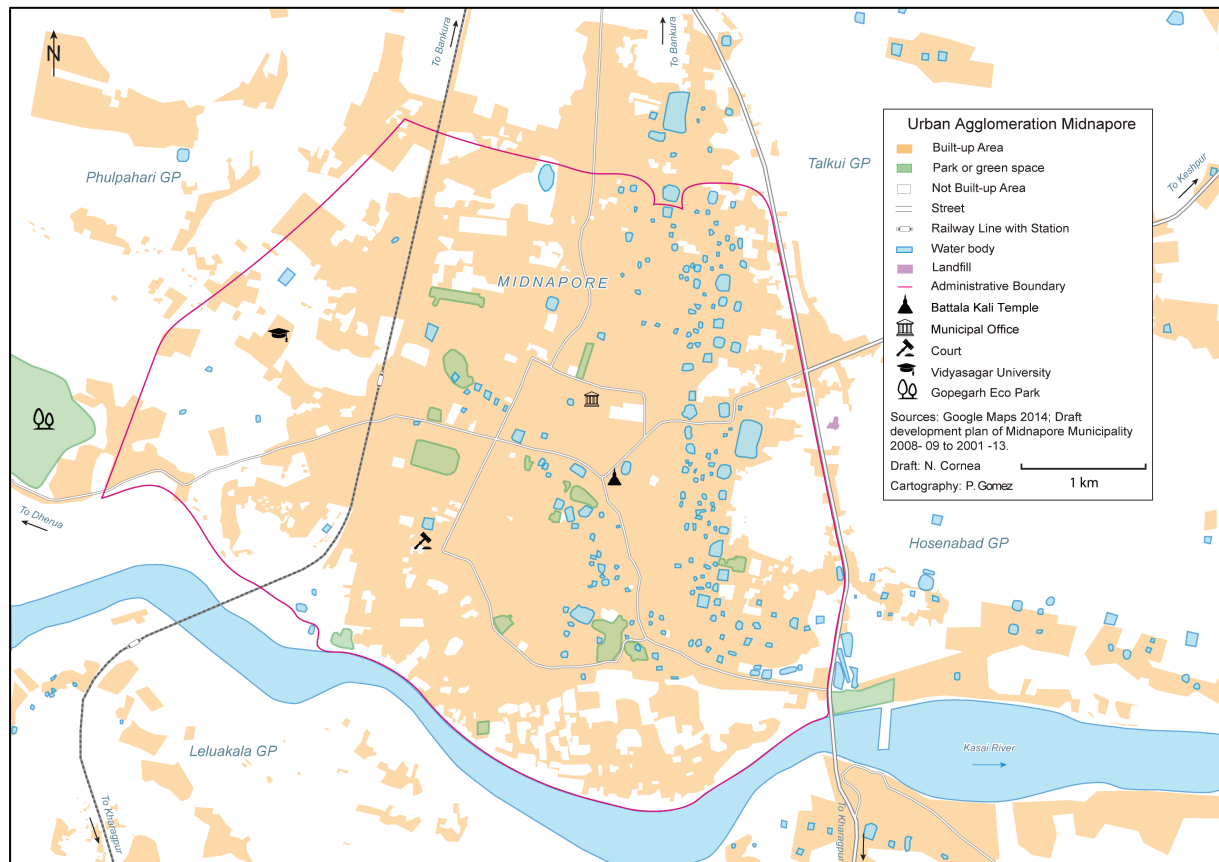 N
To Bankura
To Bankura
Phulpahari GP
Talkui GP
To Keshpur
MIDNAPORE
Urban Agglomeration Midnapore
Built-up Area
Park or green space
Not Built-up Area
Street
Railway Line with Station
Water body
Landfill
Administrative Boundary
Battala Kali Temple
Municipal Office
Court
Vidyasagar University
Gopegarh Eco Park
Sources: Google Maps 2014; Draft
development plan of Midnapore Municipality
2008- 09 to 2001 -13.
Draft: N. Cornea
Cartography: P. Gomez
1 km
To Dherua
Hosenabad GP
Leluakala GP
Kasai River
To Kharagpur
To Kharagpur